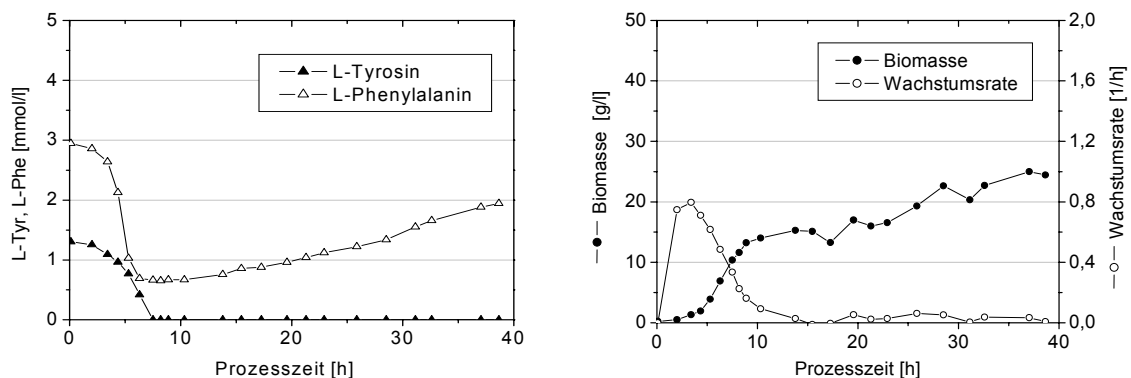 L-Tyr, L-Phe [mmol/l]
5
4
3
2
1
0
0 10 20 30 40
Prozesszeit [h]
L-Tyrosin
L-Phenylalanin
Biomasse [g/l]
50
40
30
20
10
0
0 10 20 30 40
Prozesszeit [h]
Biomasse
Wachstumsrate
2,0
1,6
1,2
0,8
0,4
0,0
Wachstumsrate [1/h]